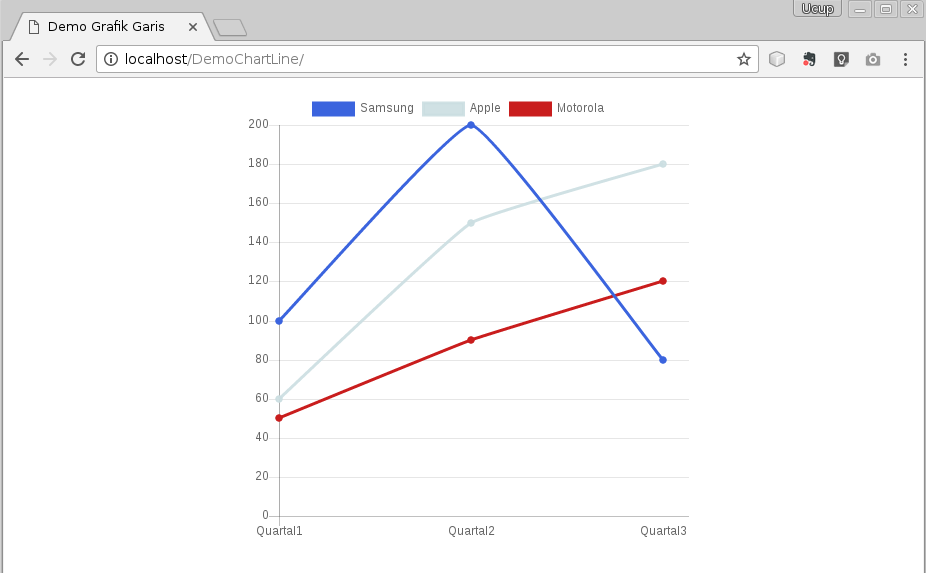 Ucup
Demo Grafik Garis
localhost/DemoChartLine/
Samsung Apple Motorola
200
180
160
140
120
100
80
60
40
20
0
Quartal1 Quartal2 Quartal3